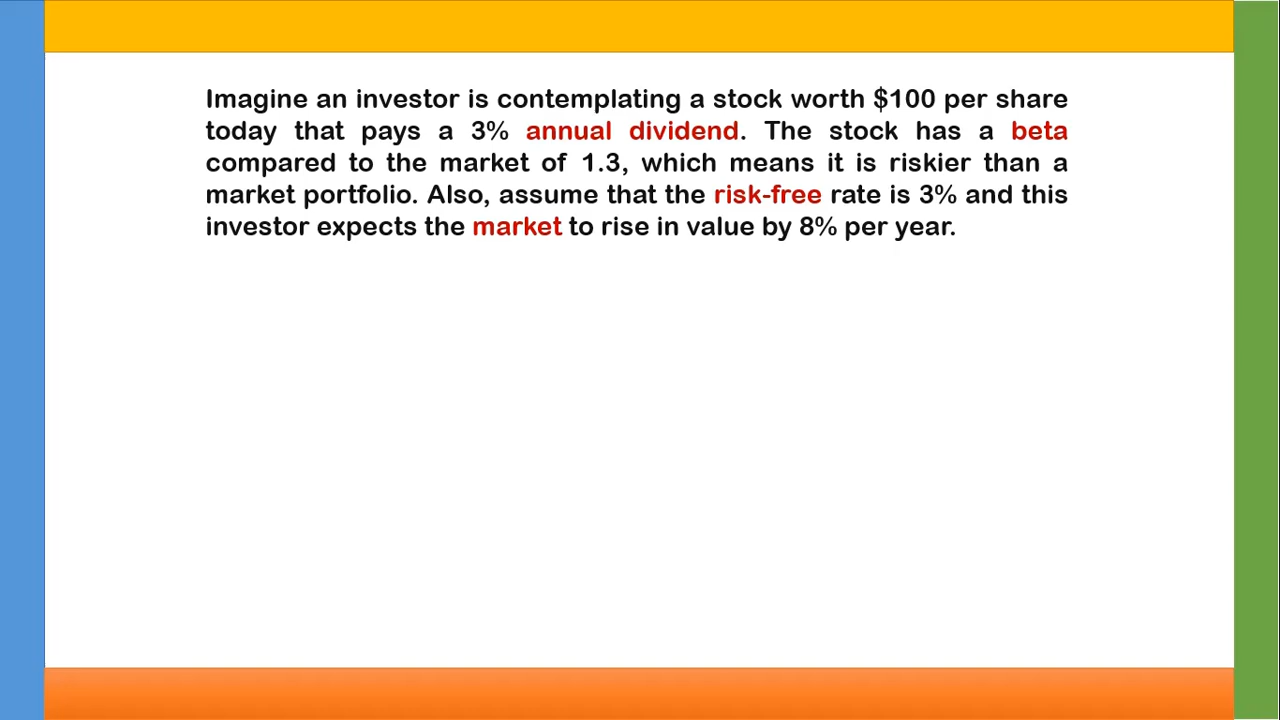 Imagine an investor is contemplating a stock worth $100 per share
today that pays a 3% annual dividend. The stock has a beta
compared to the market of 1.3, which means it is riskier than a
market portfolio. Also, assume that the risk-free rate is 3% and this
investor expects the market to rise in value by 8% per year.